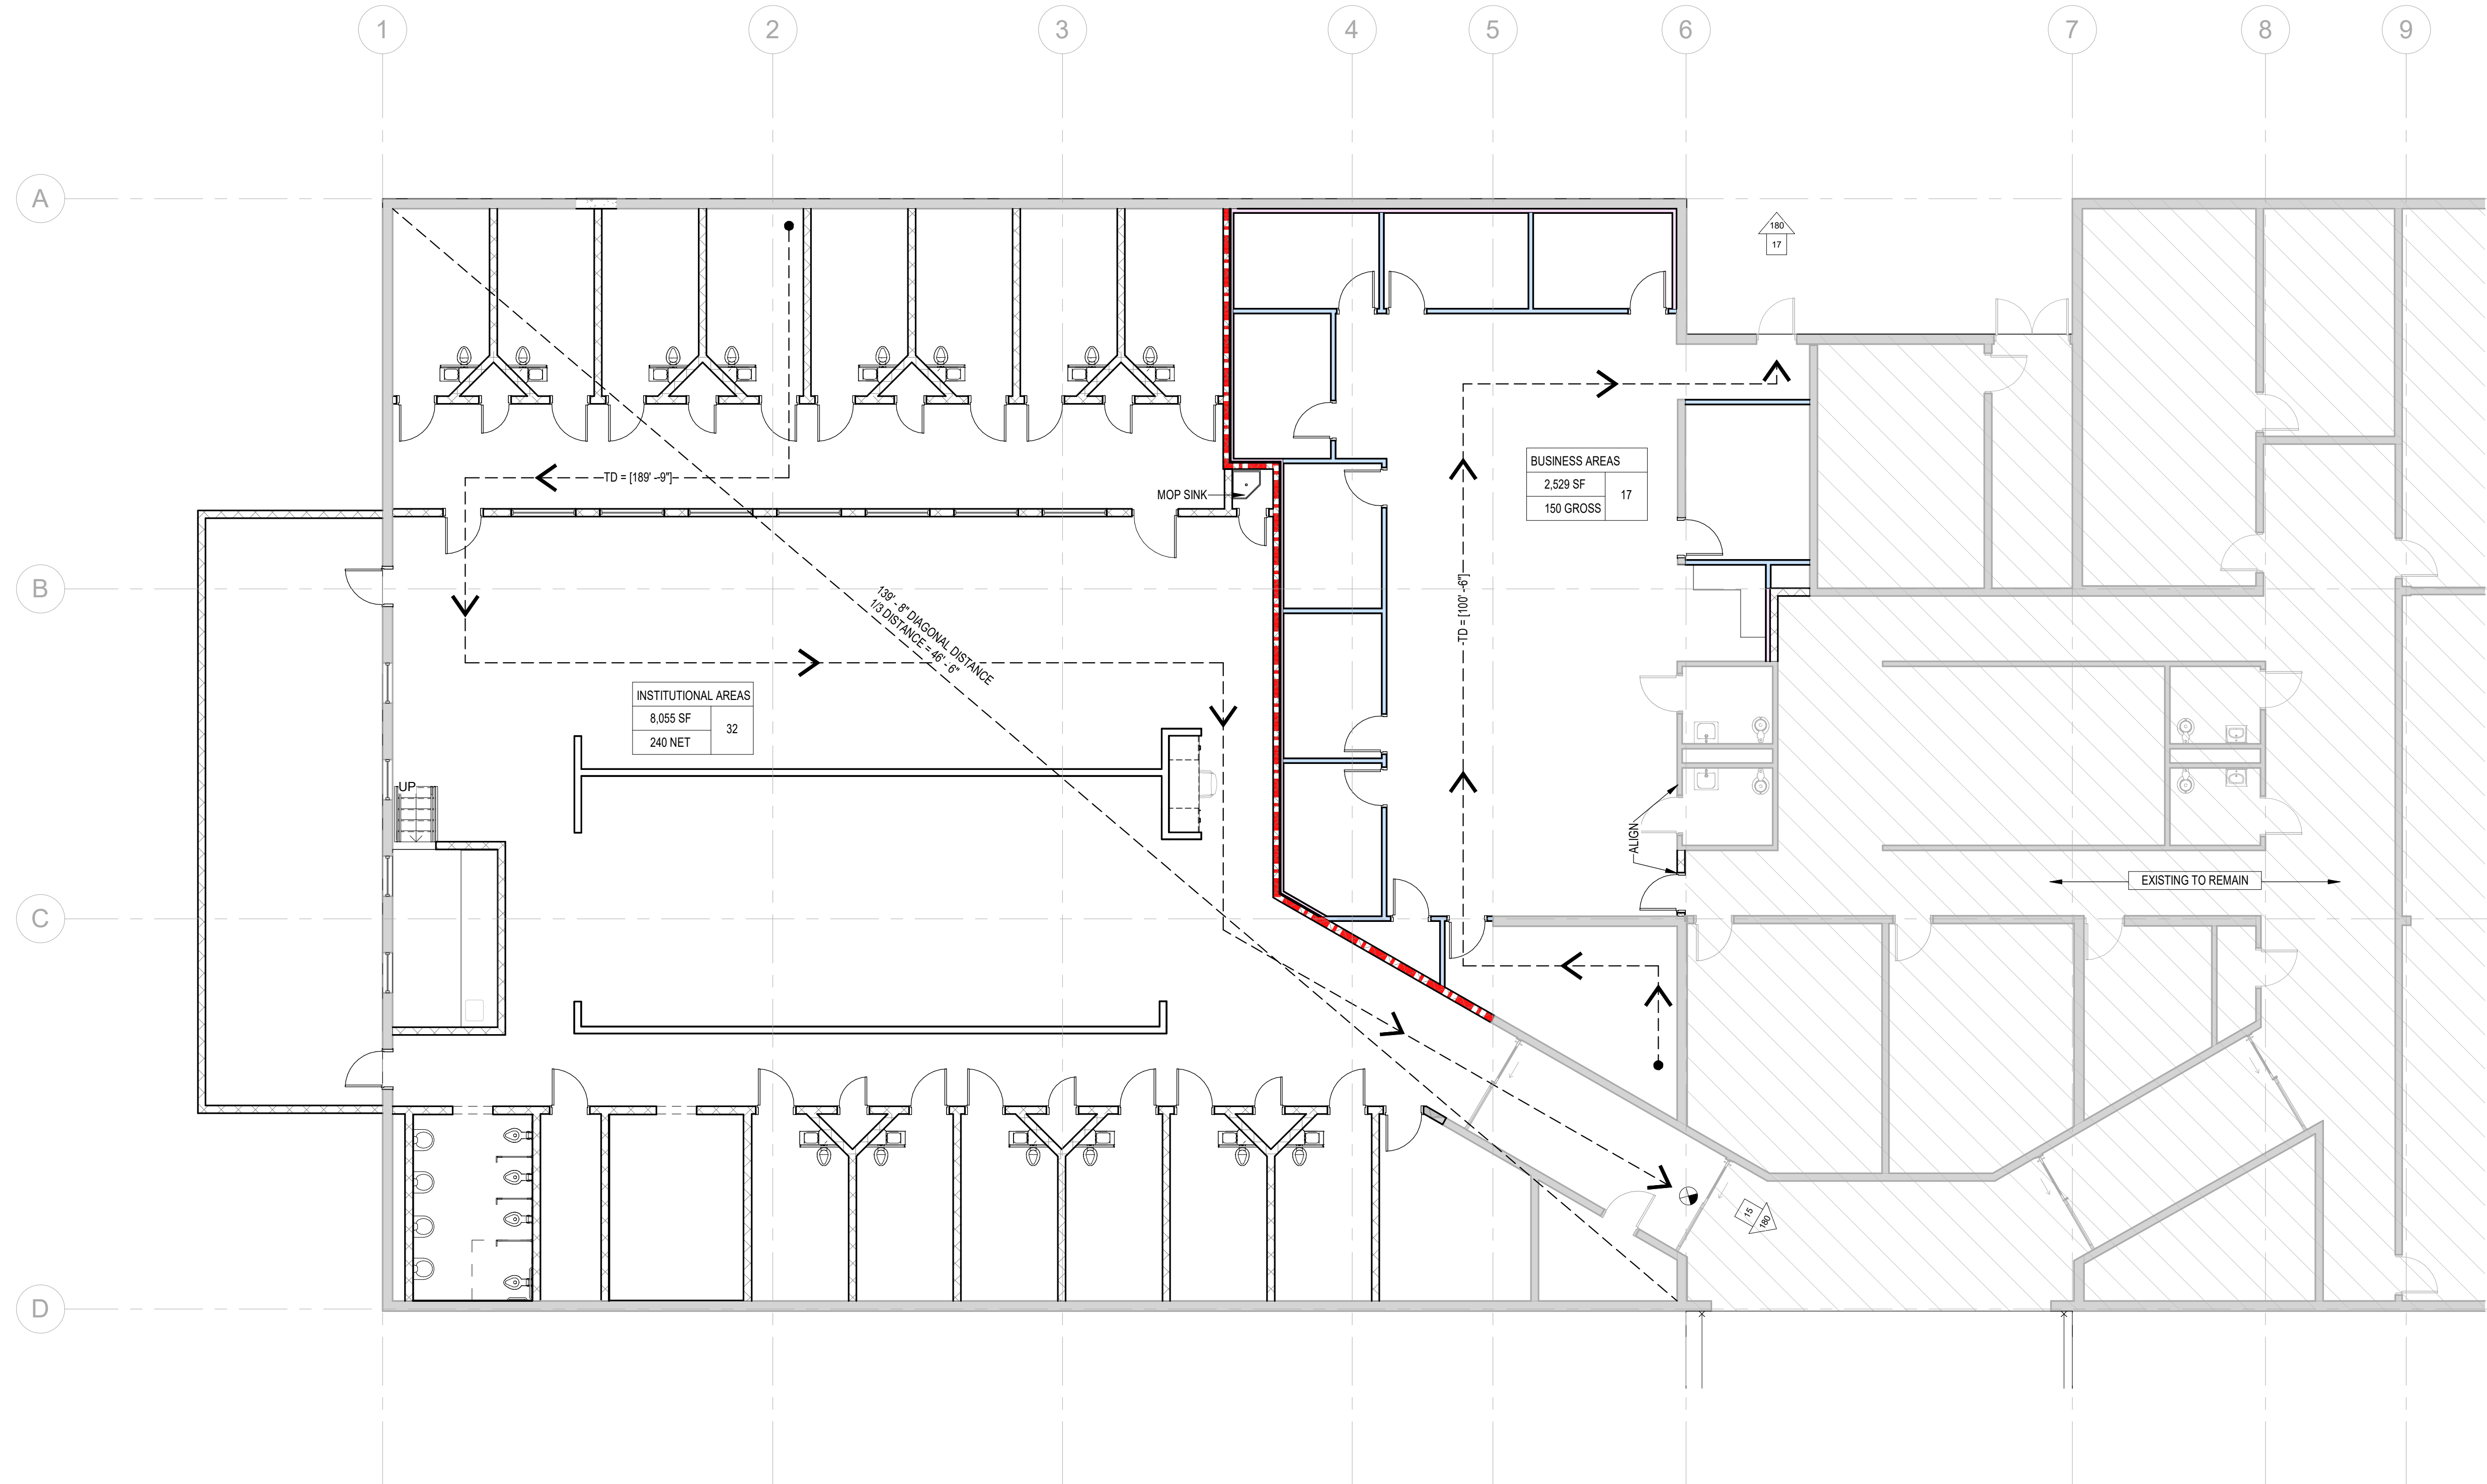 1 2 3 4 5 6 7 8 9
A
180
17
BUSINESS AREAS
2,529 SF
17
150 GROSS
TD = [189' -9"]
MOP SINK
B
139' - 8" DIAGONAL DISTANCE
1/3 DISTANCE = 46' - 6"
TD = [100' -6"]
INSTITUTIONAL AREAS
8,055 SF
32
240 NET
UP
ALIGN
EXISTING TO REMAIN
C
15
180
D